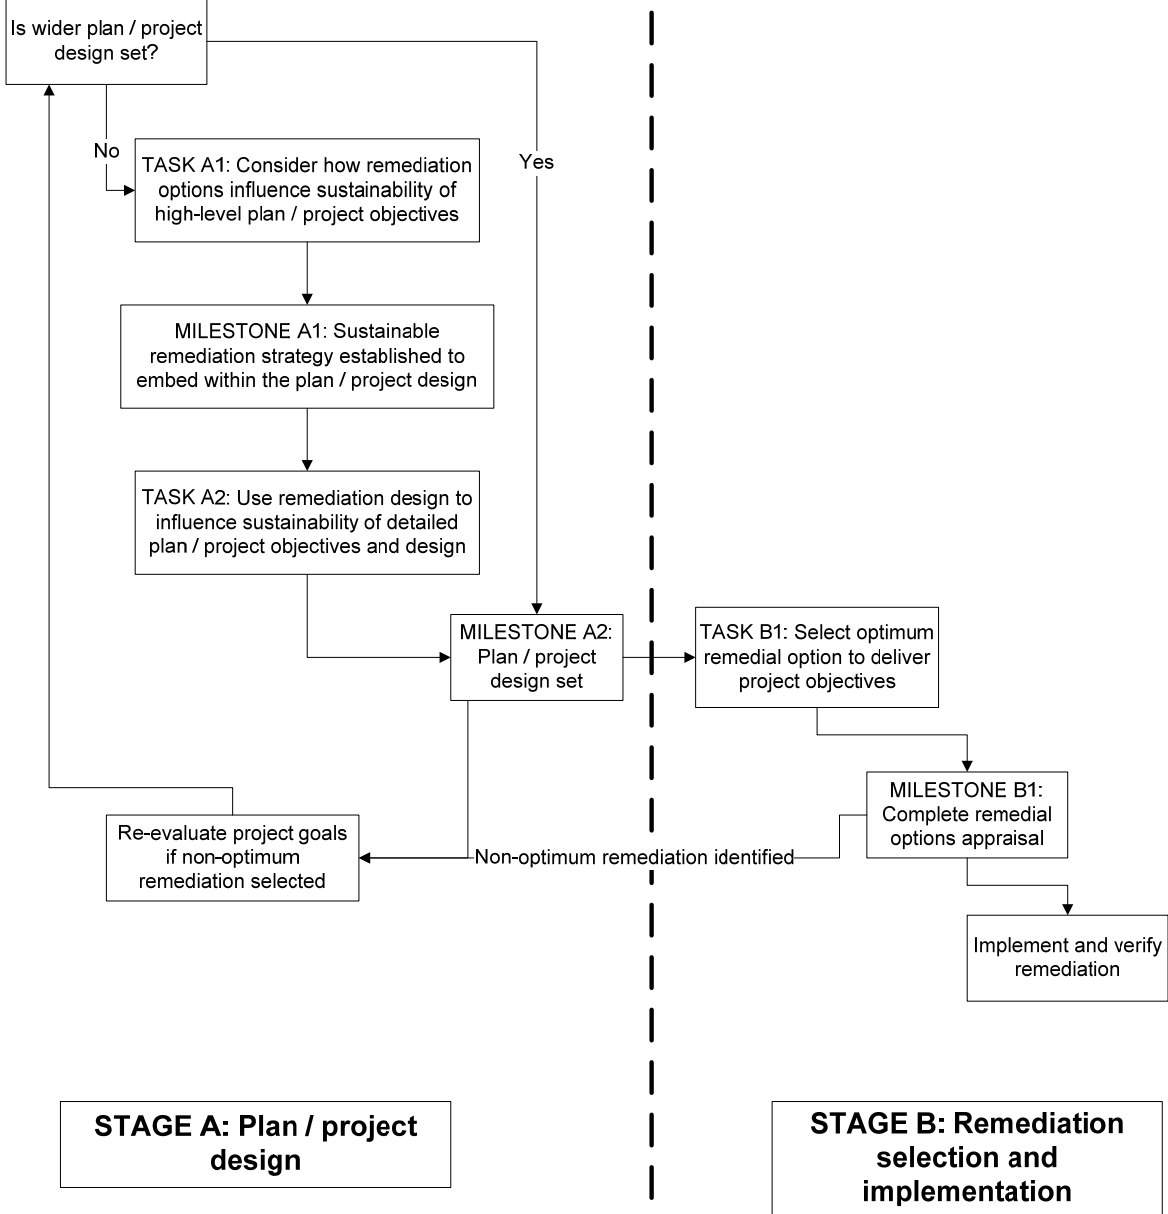 Is wider plan / project
design set?
No
Yes
TASK A1: Consider how remediation
options influence sustainability of
high-level plan / project objectives
MILESTONE A1: Sustainable
remediation strategy established to
embed within the plan / project design
TASK A2: Use remediation design to
influence sustainability of detailed
plan / project objectives and design
MILESTONE A2:
Plan / project
design set
TASK B1: Select optimum
remedial option to deliver
project objectives
MILESTONE B1:
Complete remedial
options appraisal
Re-evaluate project goals
if non-optimum
remediation selected
Non-optimum remediation identified
Implement and verify
remediation
STAGE A: Plan / project
design
STAGE B: Remediation
selection and
implementation